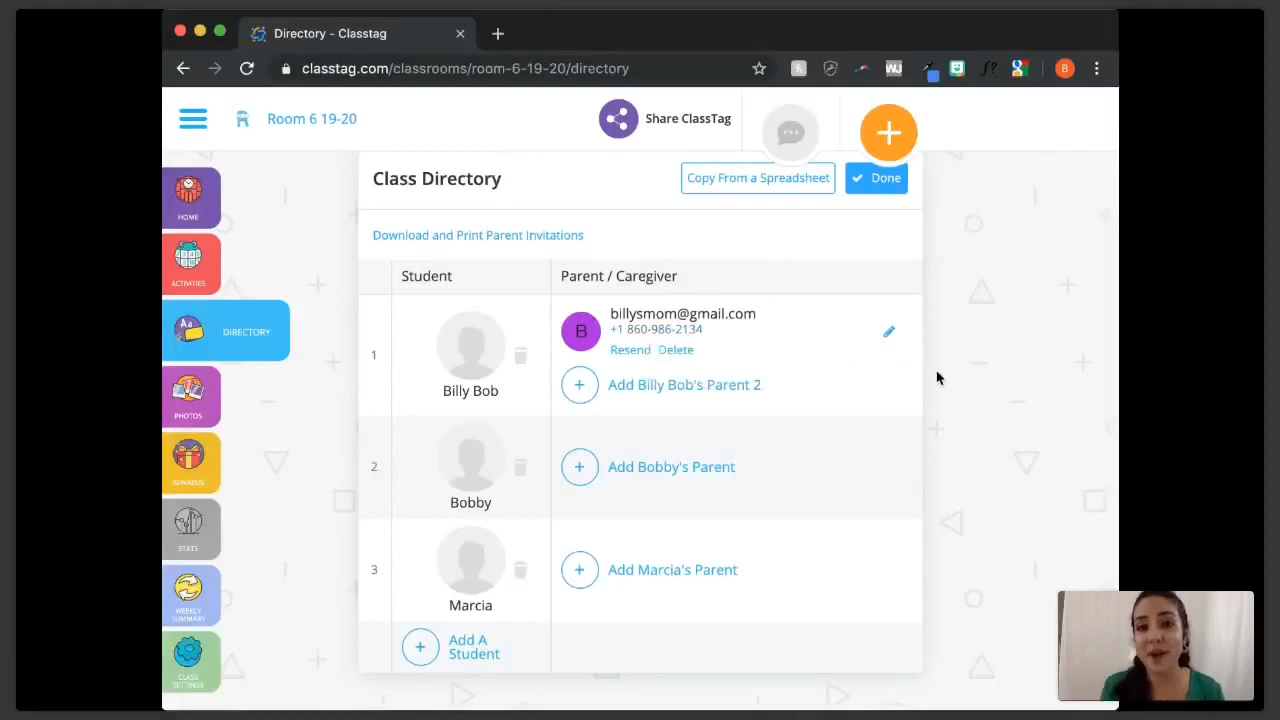 Directory - Classtag
classtag.com/classrooms/room-6-19-20/directory
B
Room 6 19-20
Share ClassTag
Class Directory
Copy From a Spreadsheet
Done
Download and Print Parent Invitations
HOME
ACTIVITIES
DIRECTORY
PHOTOS
REWARDS
STATS
WEEKLY
SUMMARY
CLASS
SETTINGS
Student
Parent / Caregiver
1
Billy Bob
B
billysmom@gmail.com
+1 860-986-2134
Resend Delete
Add Billy Bob's Parent 2
2
Bobby
Add Bobby's Parent
3
Marcia
Add Marcia's Parent
Add A
Student